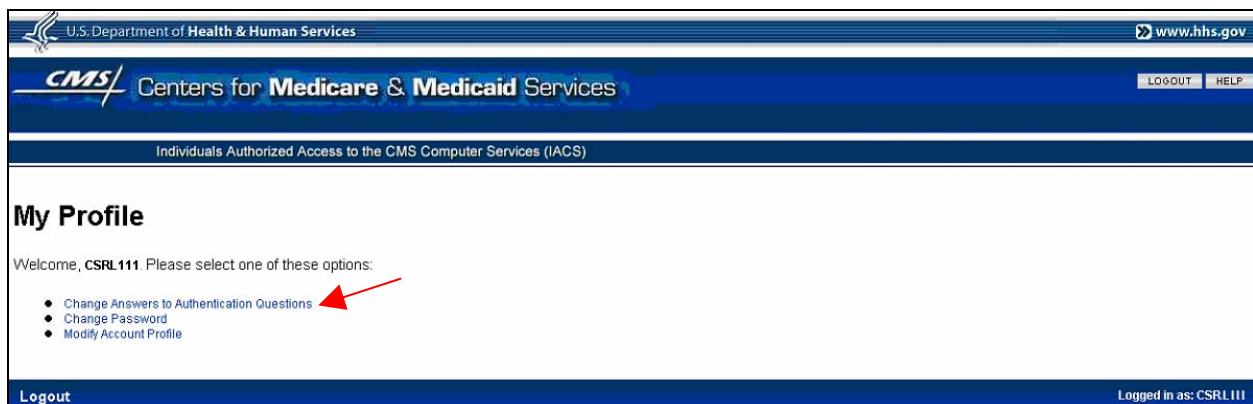 U.S. Department of Health & Human Services
www.hhs.gov
CMS/ Centers for Medicare & Medicaid Services
LOGOUT HELP
Individuals Authorized Access to the CMS Computer Services (IACS)
My Profile
Welcome, CSRL111. Please select one of these options:
Change Answers to Authentication Questions
Change Password
Modify Account Profile
Logout
Logged in as: CSRL111